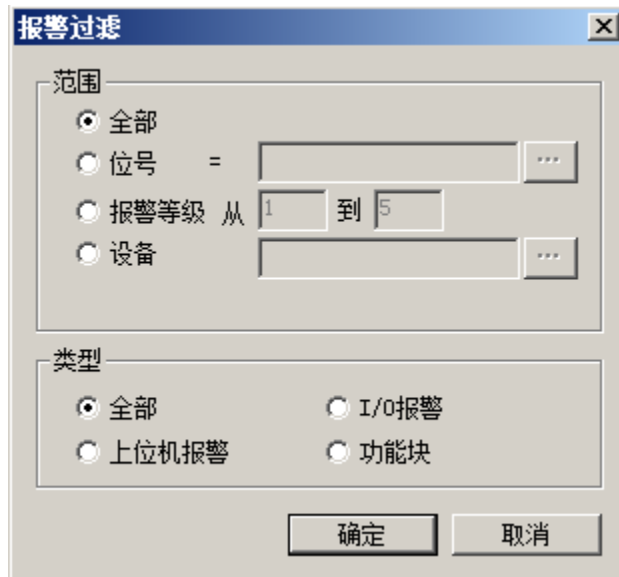 报警过滤
范围
全部
位号 = ...
报警等级 从 1 到 5
设备 ...
类型
全部 I/O报警
上位机报警 功能块
确定 取消